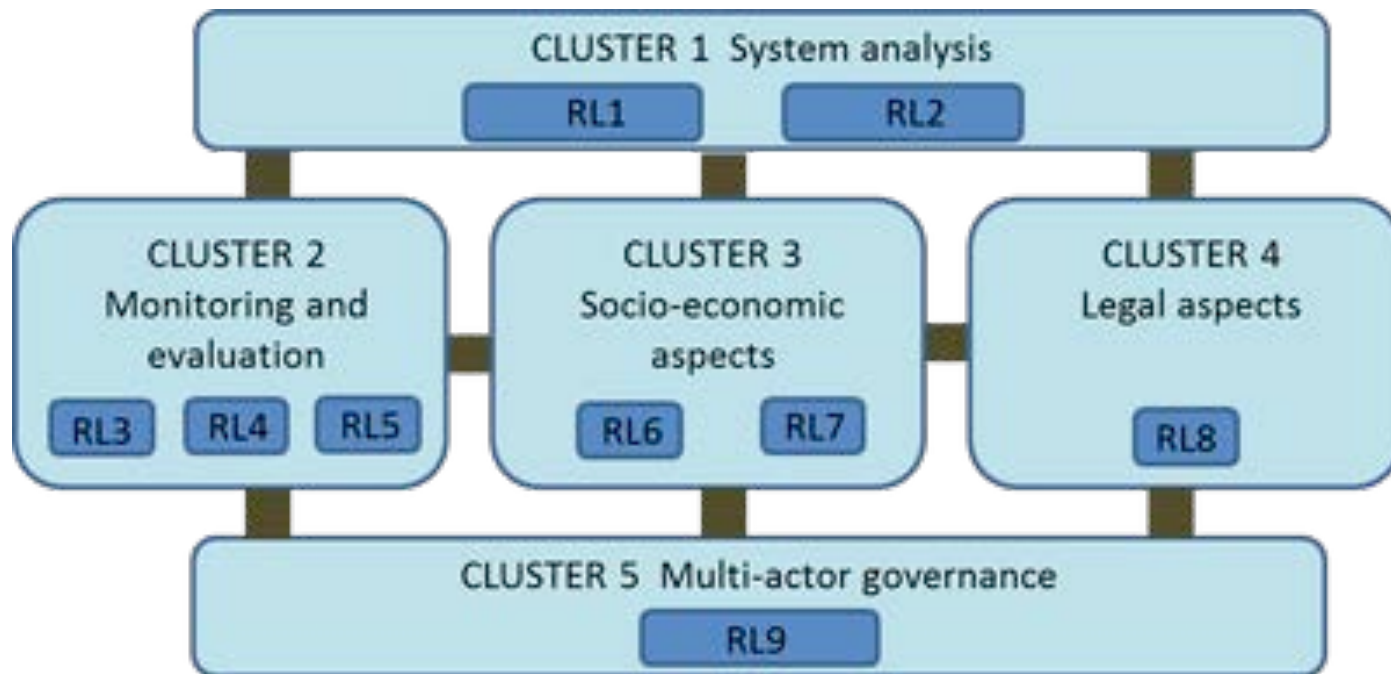 CLUSTER 1  System analysis
RL1 RL2
CLUSTER 2
Monitoring and
evaluation
RL3 RL4 RL5
CLUSTER 3
Socio-economic
aspects
RL6 RL7
CLUSTER 4
Legal aspects
RL8
CLUSTER 5  Multi-actor governance
RL9